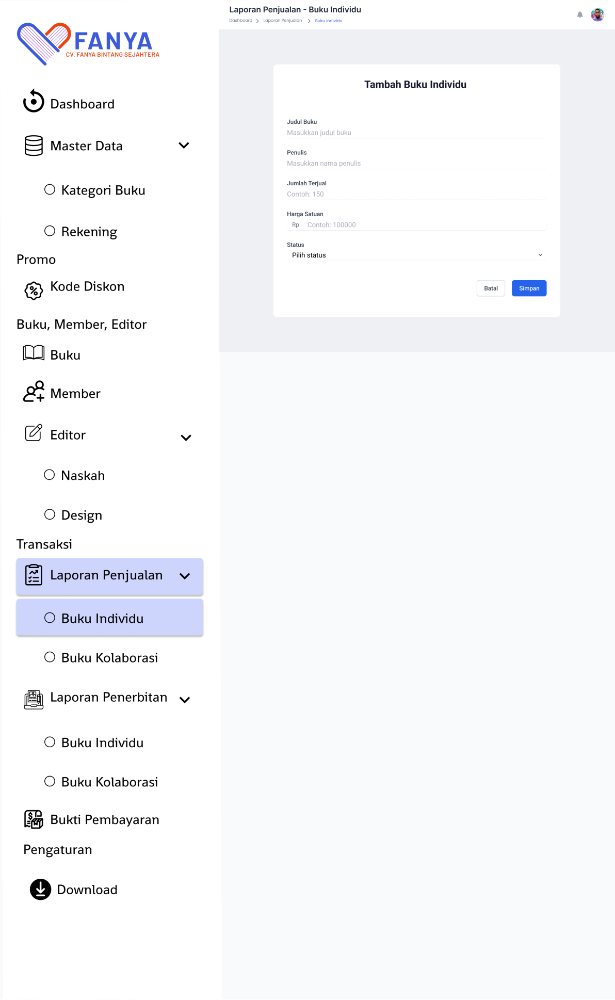 FANYA
CV. FANYA BINTANG SEJAHTERA
Dashboard
Master Data
Kategori Buku
Rekening
Promo
Kode Diskon
Buku, Member, Editor
Buku
Member
Editor
Naskah
Design
Transaksi
Laporan Penjualan
Buku Individu
Buku Kolaborasi
Laporan Penerbitan
Buku Individu
Buku Kolaborasi
Bukti Pembayaran
Pengaturan
Download
Laporan Penjualan - Buku Individu
Dashboard > Laporan Penjualan > Buku Individu
Tambah Buku Individu
Judul Buku
Masukkan judul buku
Penulis
Masukkan nama penulis
Jumlah Terjual
Contoh: 150
Harga Satuan
Rp Contoh: 100000
Status
Pilih status
Batal Simpan